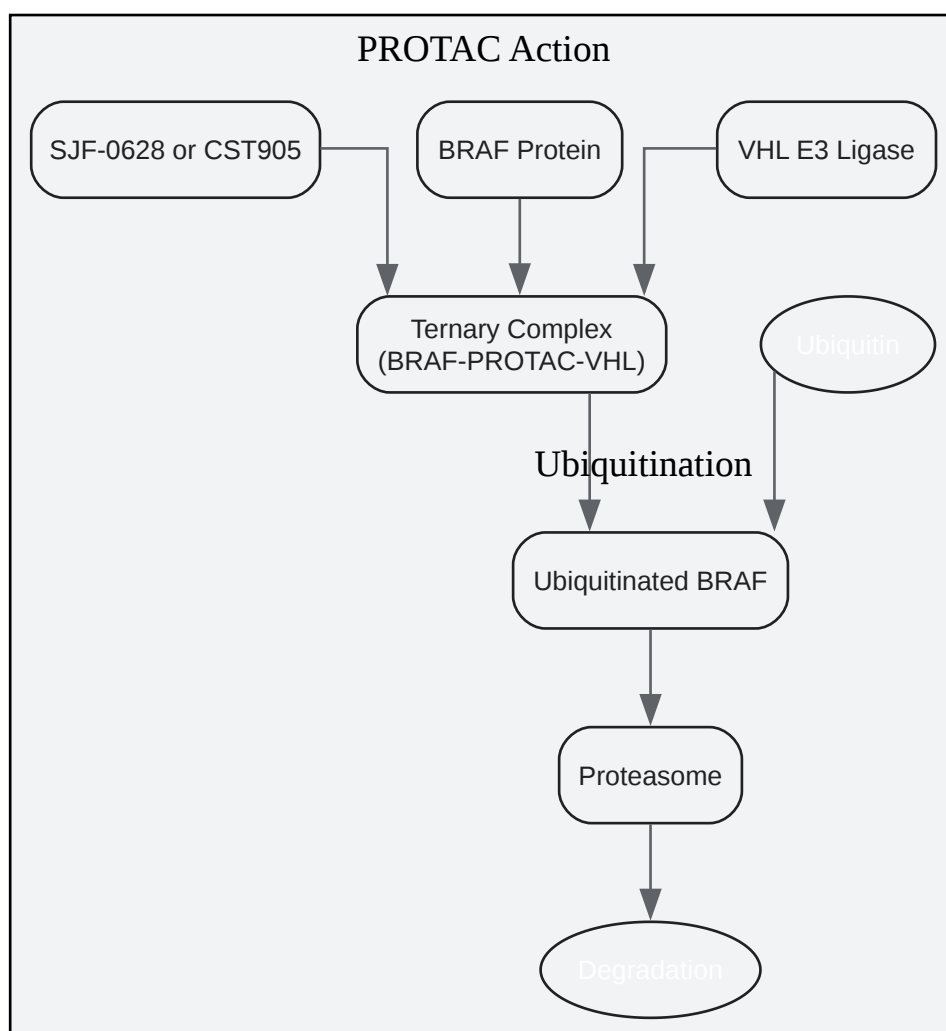 PROTAC Action
SJF-0628 or CST905
BRAF Protein
VHL E3 Ligase
Ternary Complex
(BRAF-PROTAC-VHL)
Ubiquitin
Ubiquitination
Ubiquitinated BRAF
Proteasome
Degradation